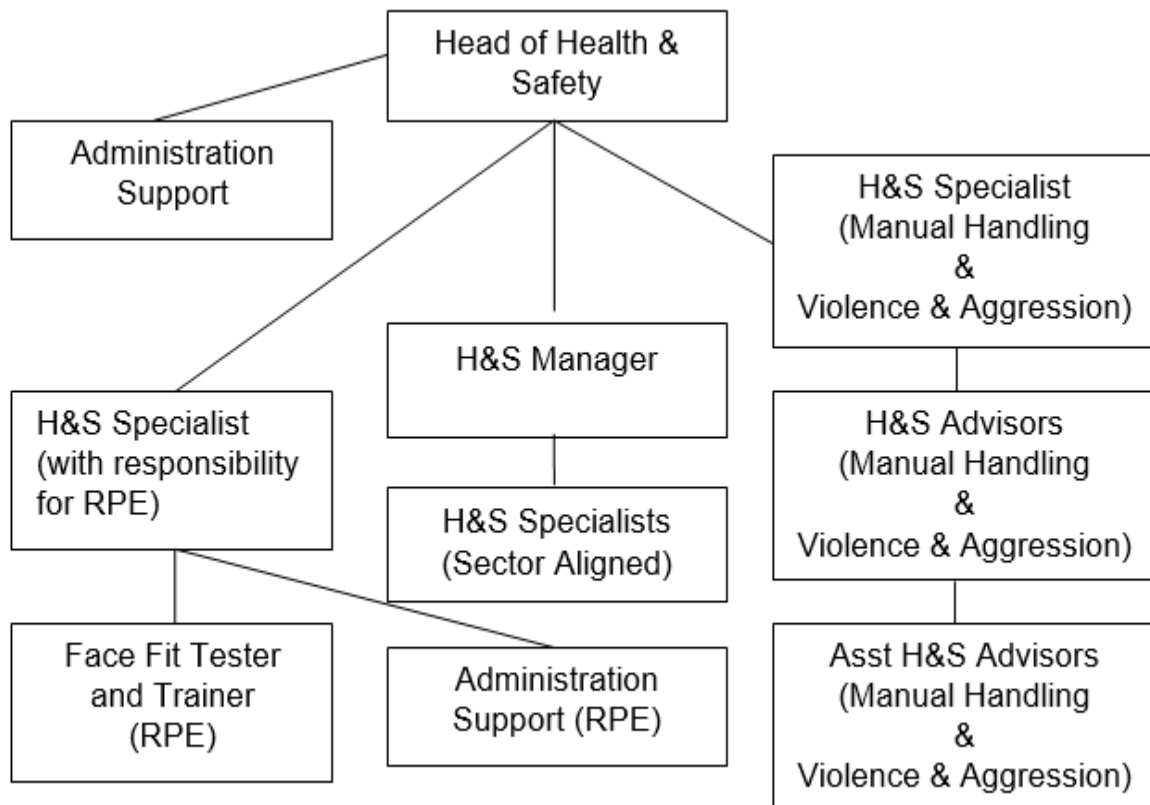 Head of Health &
Safety
Administration
Support
H&S Specialist
(Manual Handling
&
Violence & Aggression)
H&S Manager
H&S Specialist
(with responsibility
for RPE)
H&S Advisors
(Manual Handling
&
Violence & Aggression)
H&S Specialists
(Sector Aligned)
Face Fit Tester
and Trainer
(RPE)
Administration
Support (RPE)
Asst H&S Advisors
(Manual Handling
&
Violence & Aggression)